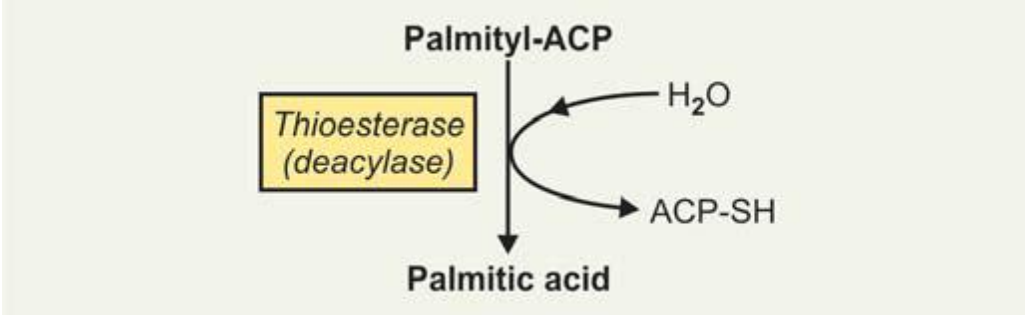 Palmityl-ACP
H₂O
Thioesterase
(deacylase)
ACP-SH
Palmitic acid